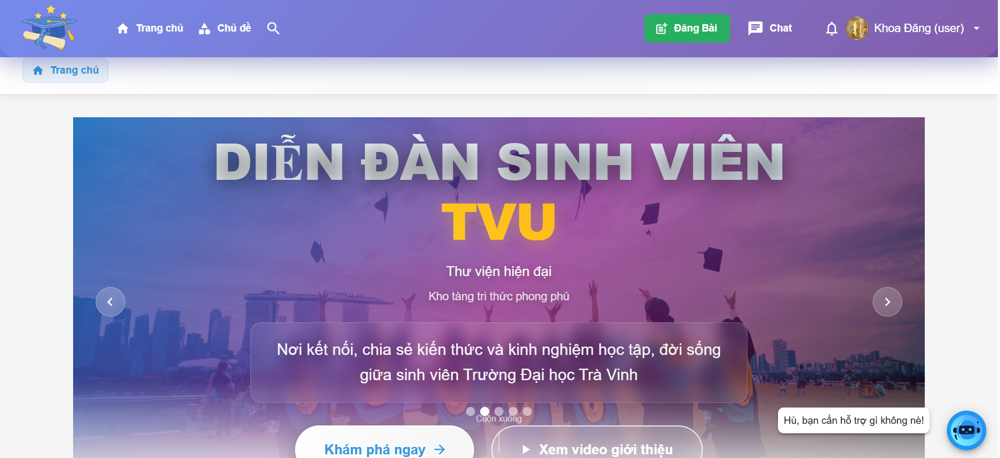 Trang chủ
Chủ đề
Đăng Bài
Chat
Khoa Đăng (user)
Trang chủ
DIỄN ĐÀN SINH VIÊN
TVU
Thư viện hiện đại
Kho tàng tri thức phong phú
Nơi kết nối, chia sẻ kiến thức và kinh nghiệm học tập, đời sống
giữa sinh viên Trường Đại học Trà Vinh
Cuộn xuống
Hù, bạn cần hỗ trợ gì không nè!
Khám phá ngay
Xem video giới thiệu